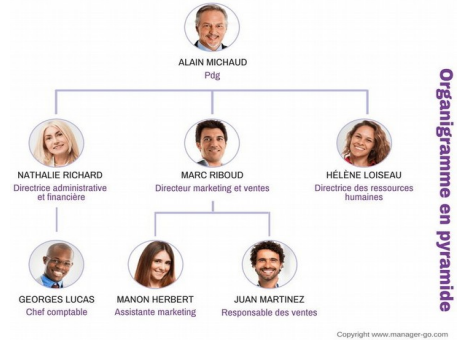 ALAIN MICHAUD
Pdg
NATHALIE RICHARD
Directrice administrative
et financière
MARC RIBOUD
Directeur marketing et ventes
HÉLÈNE LOISEAU
Directrice des ressources
humaines
GEORGES LUCAS
Chef comptable
MANON HERBERT
Assistante marketing
JUAN MARTINEZ
Responsable des ventes
Organigramme en pyramide
Copyright www.manager-go.com